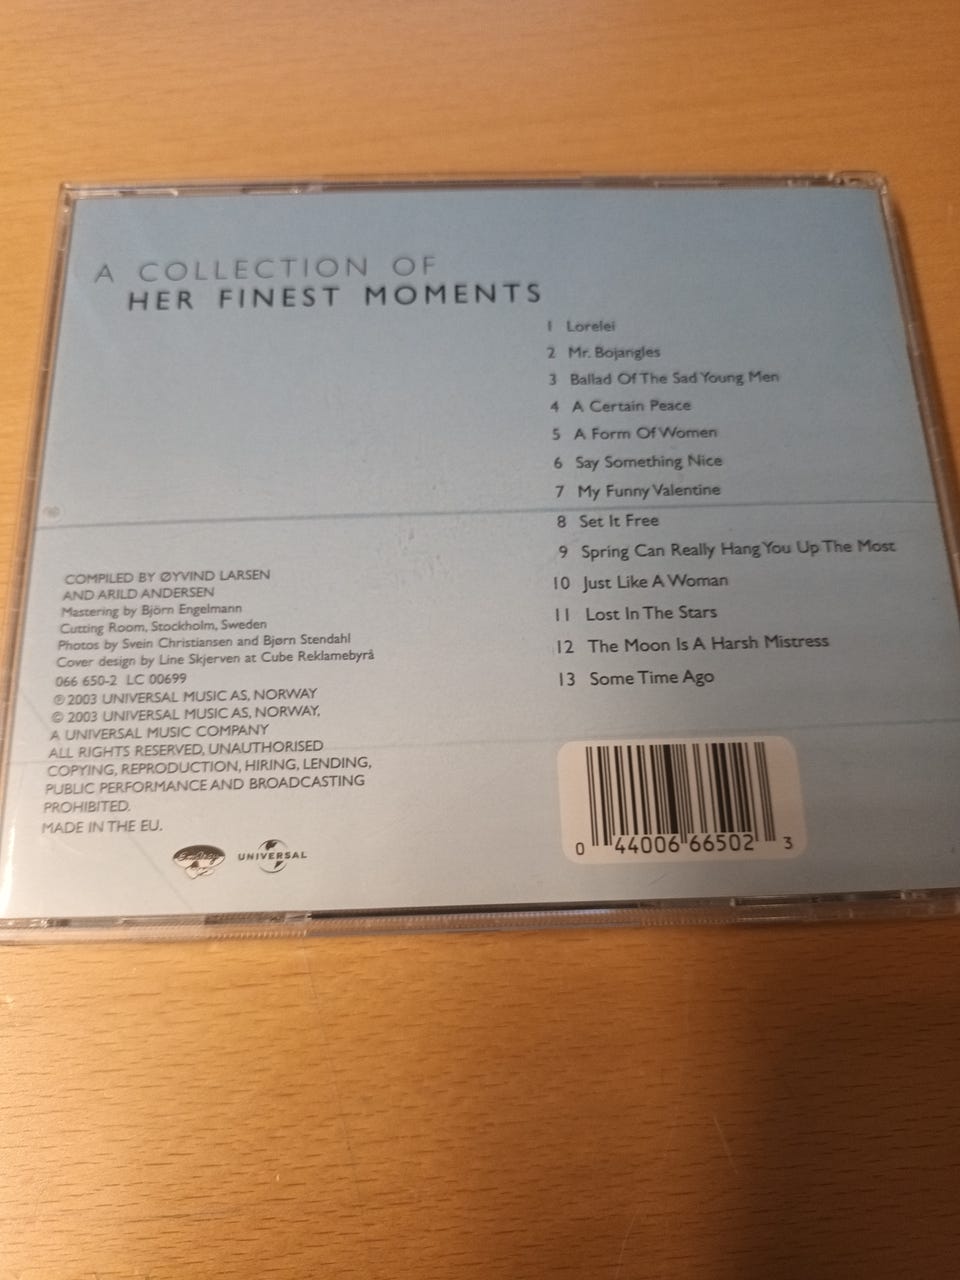 A COLLECTION OF
HER FINEST MOMENTS
1 Lorelei
2 Mr. Bojangles
3 Ballad Of The Sad Young Men
4 A Certain Peace
5 A Form Of Women
6 Say Something Nice
7 My Funny Valentine
8 Set It Free
9 Spring Can Really Hang You Up The Most
10 Just Like A Woman
11 Lost In The Stars
12 The Moon Is A Harsh Mistress
13 Some Time Ago
COMPILED BY ØYVIND LARSEN
AND ARILD ANDERSEN
Mastering by Björn Engelmann
Cutting Room, Stockholm, Sweden
Photos by Svein Christiansen and Bjørn Stendahl
Cover design by Line Skjerven at Cube Reklamebyrå
066 650-2 LC 00699
℗ 2003 UNIVERSAL MUSIC AS, NORWAY
© 2003 UNIVERSAL MUSIC AS, NORWAY,
A UNIVERSAL MUSIC COMPANY
ALL RIGHTS RESERVED, UNAUTHORISED
COPYING, REPRODUCTION, HIRING, LENDING,
PUBLIC PERFORMANCE AND BROADCASTING
PROHIBITED.
MADE IN THE EU.
UNIVERSAL
0 44006 66502 3